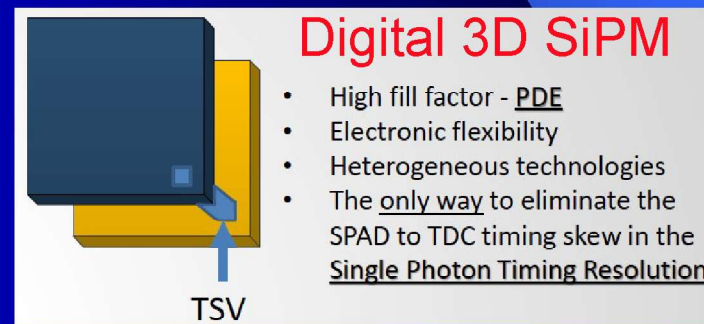 Digital 3D SiPM
• High fill factor - PDE
• Electronic flexibility
• Heterogeneous technologies
• The only way to eliminate the
SPAD to TDC timing skew in the
Single Photon Timing Resolution
TSV